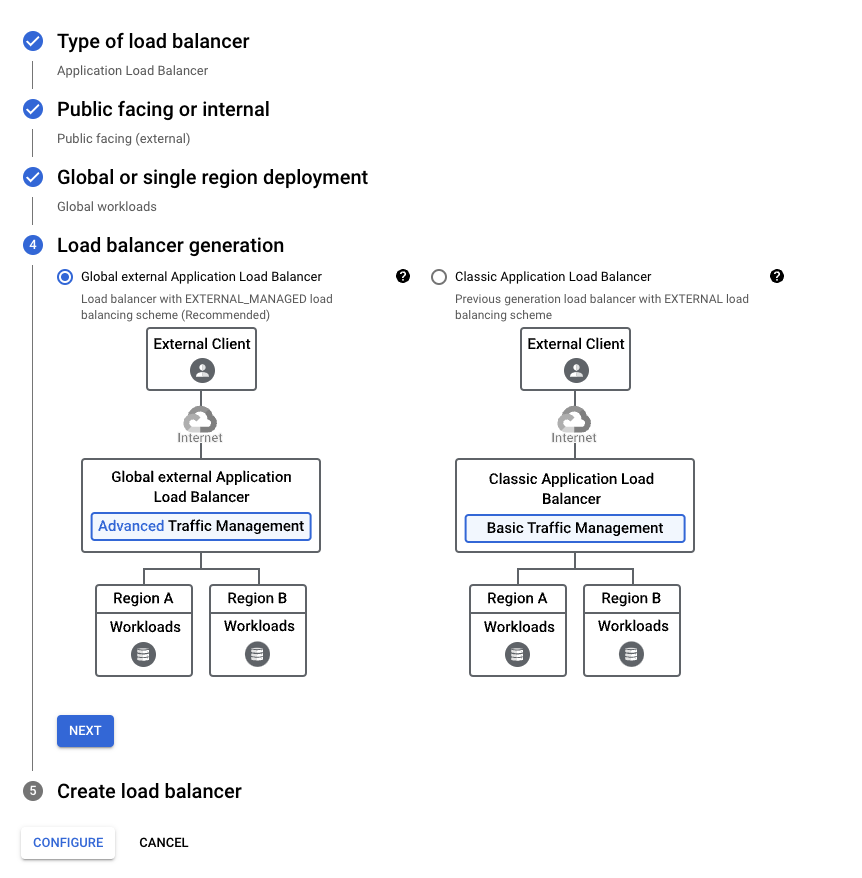 Type of load balancer
Application Load Balancer
Public facing or internal
Public facing (external)
Global or single region deployment
Global workloads
4
Load balancer generation
Global external Application Load Balancer
?
Load balancer with EXTERNAL_MANAGED load
balancing scheme (Recommended)
External Client
Internet
Global external Application
Load Balancer
Advanced Traffic Management
Region A
Workloads
Region B
Workloads
Classic Application Load Balancer
?
Previous generation load balancer with EXTERNAL load
balancing scheme
External Client
Internet
Classic Application Load
Balancer
Basic Traffic Management
Region A
Workloads
Region B
Workloads
NEXT
5
Create load balancer
CONFIGURE
CANCEL